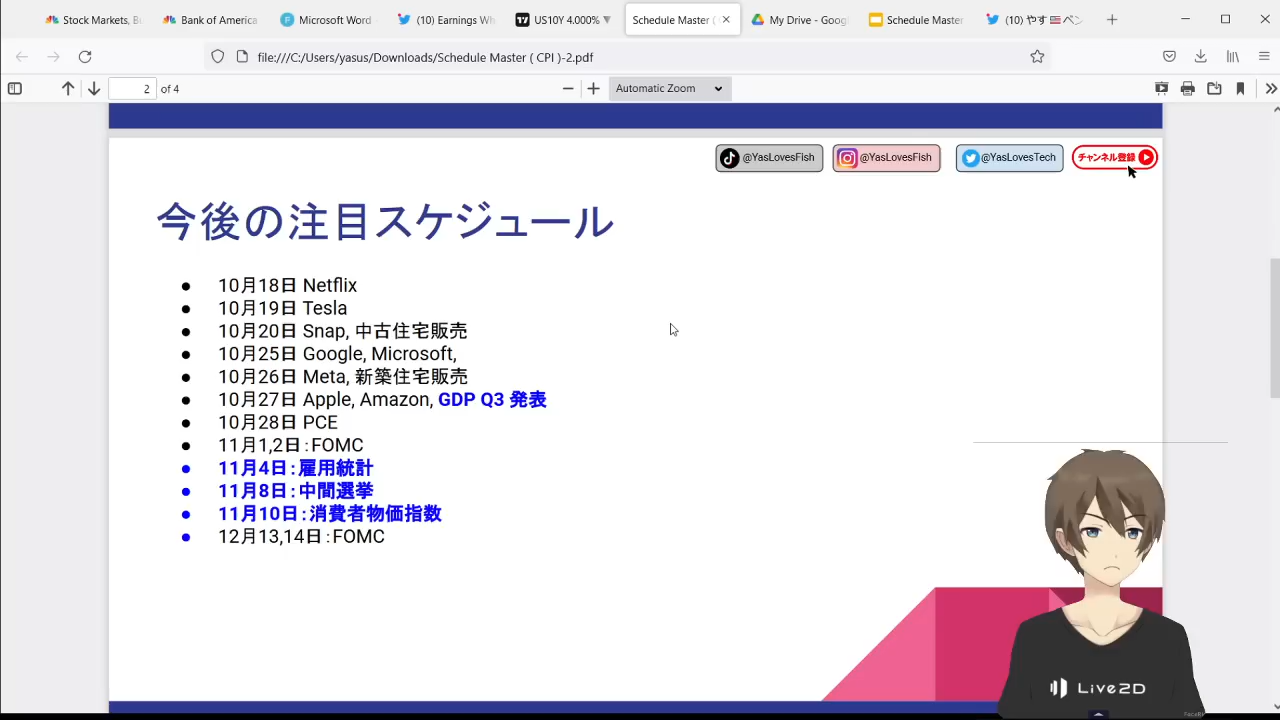 Stock Markets, Bu
Bank of America
Microsoft Word
(10) Earnings Wh
US10Y 4.000% ▼
Schedule Master (
My Drive - Googl
Schedule Master
(10) やす🇺🇸ペン
file:///C:/Users/yasus/Downloads/Schedule Master ( CPI )-2.pdf
2 of 4
Automatic Zoom
@YasLovesFIsh
@YasLovesFIsh
@YasLovesTech
チャンネル登録
今後の注目スケジュール
● 10月18日 Netflix
● 10月19日 Tesla
● 10月20日 Snap, 中古住宅販売
● 10月25日 Google, Microsoft,
● 10月26日 Meta, 新築住宅販売
● 10月27日 Apple, Amazon, GDP Q3 発表
● 10月28日 PCE
● 11月1,2日：FOMC
● 11月4日：雇用統計
● 11月8日：中間選挙
● 11月10日：消費者物価指数
● 12月13,14日：FOMC
Live2D